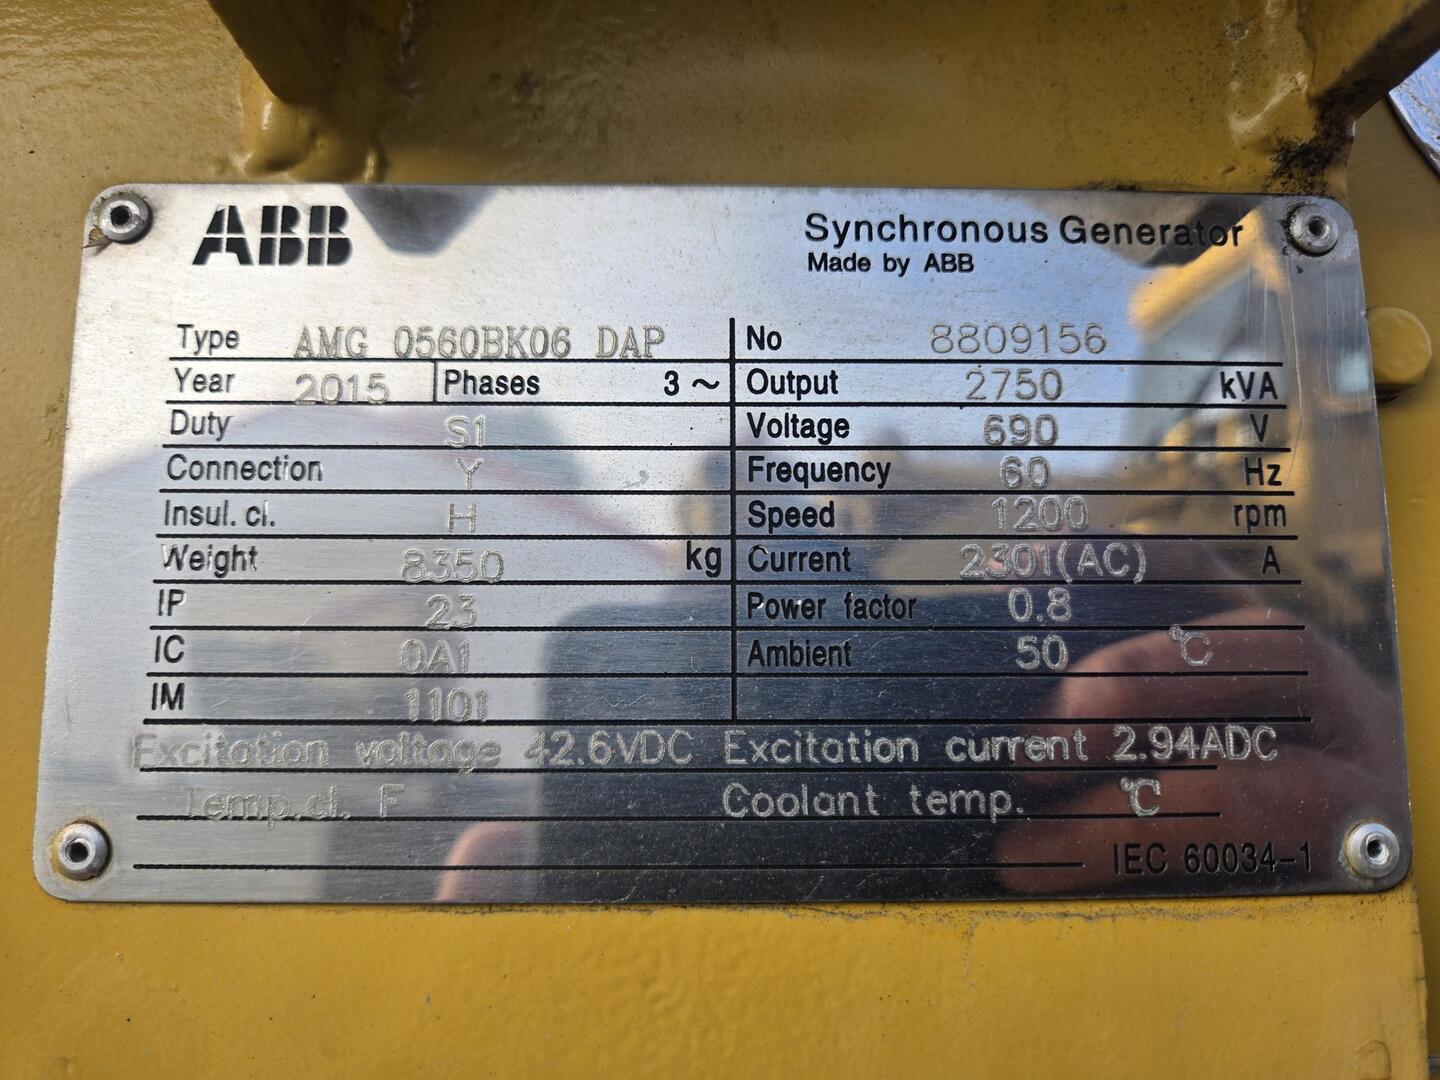 ABB
Synchronous Generator
Made by ABB
Type AMG 0560BK06 DAP No 8809156
Year 2015 Phases 3 ~ Output 2750 kVA
Duty S1 Voltage 690 V
Connection Y Frequency 60 Hz
Insul. cl. H Speed 1200 rpm
Weight 8350 kg Current 2301(AC) A
IP 23 Power factor 0.8
IC 0A1 Ambient 50 °C
IM 1101
Excitation voltage 42.6VDC Excitation current 2.94ADC
Temp.cl. F Coolant temp. °C
IEC 60034-1